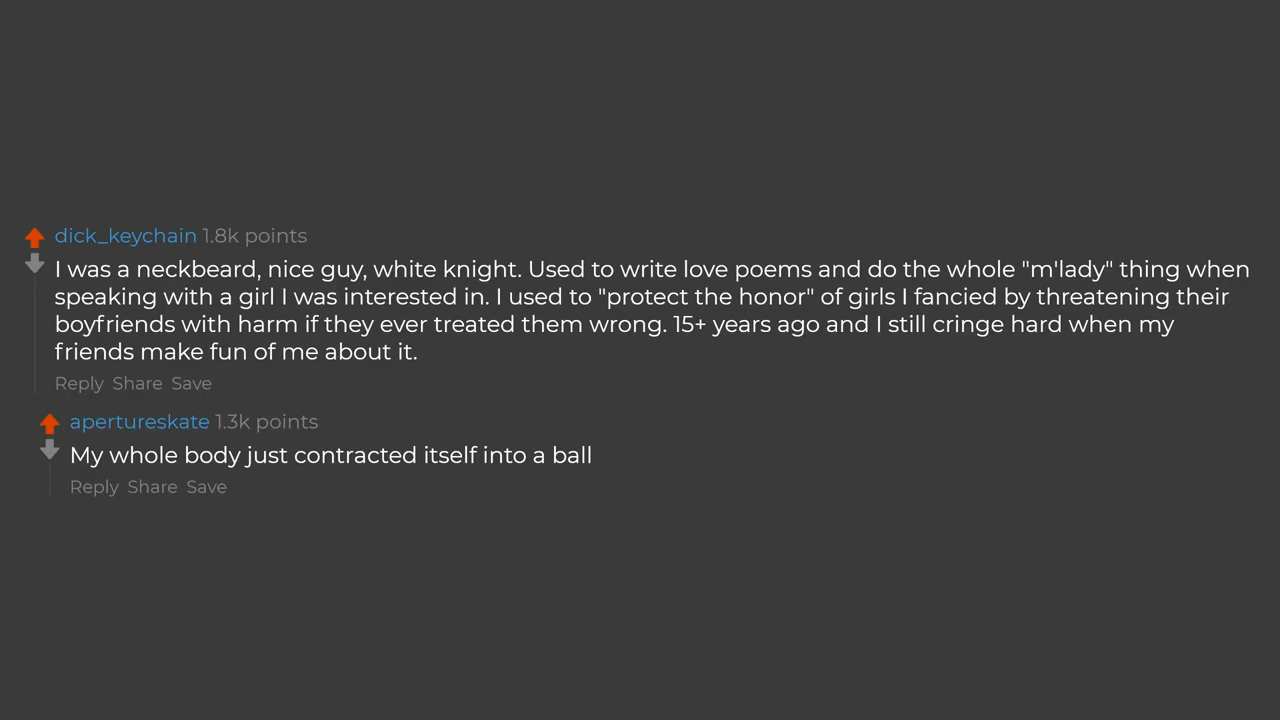 dick_keychain 1.8k points
I was a neckbeard, nice guy, white knight. Used to write love poems and do the whole "m'lady" thing when
speaking with a girl I was interested in. I used to "protect the honor" of girls I fancied by threatening their
boyfriends with harm if they ever treated them wrong. 15+ years ago and I still cringe hard when my
friends make fun of me about it.
Reply Share Save
apertureskate 1.3k points
My whole body just contracted itself into a ball
Reply Share Save